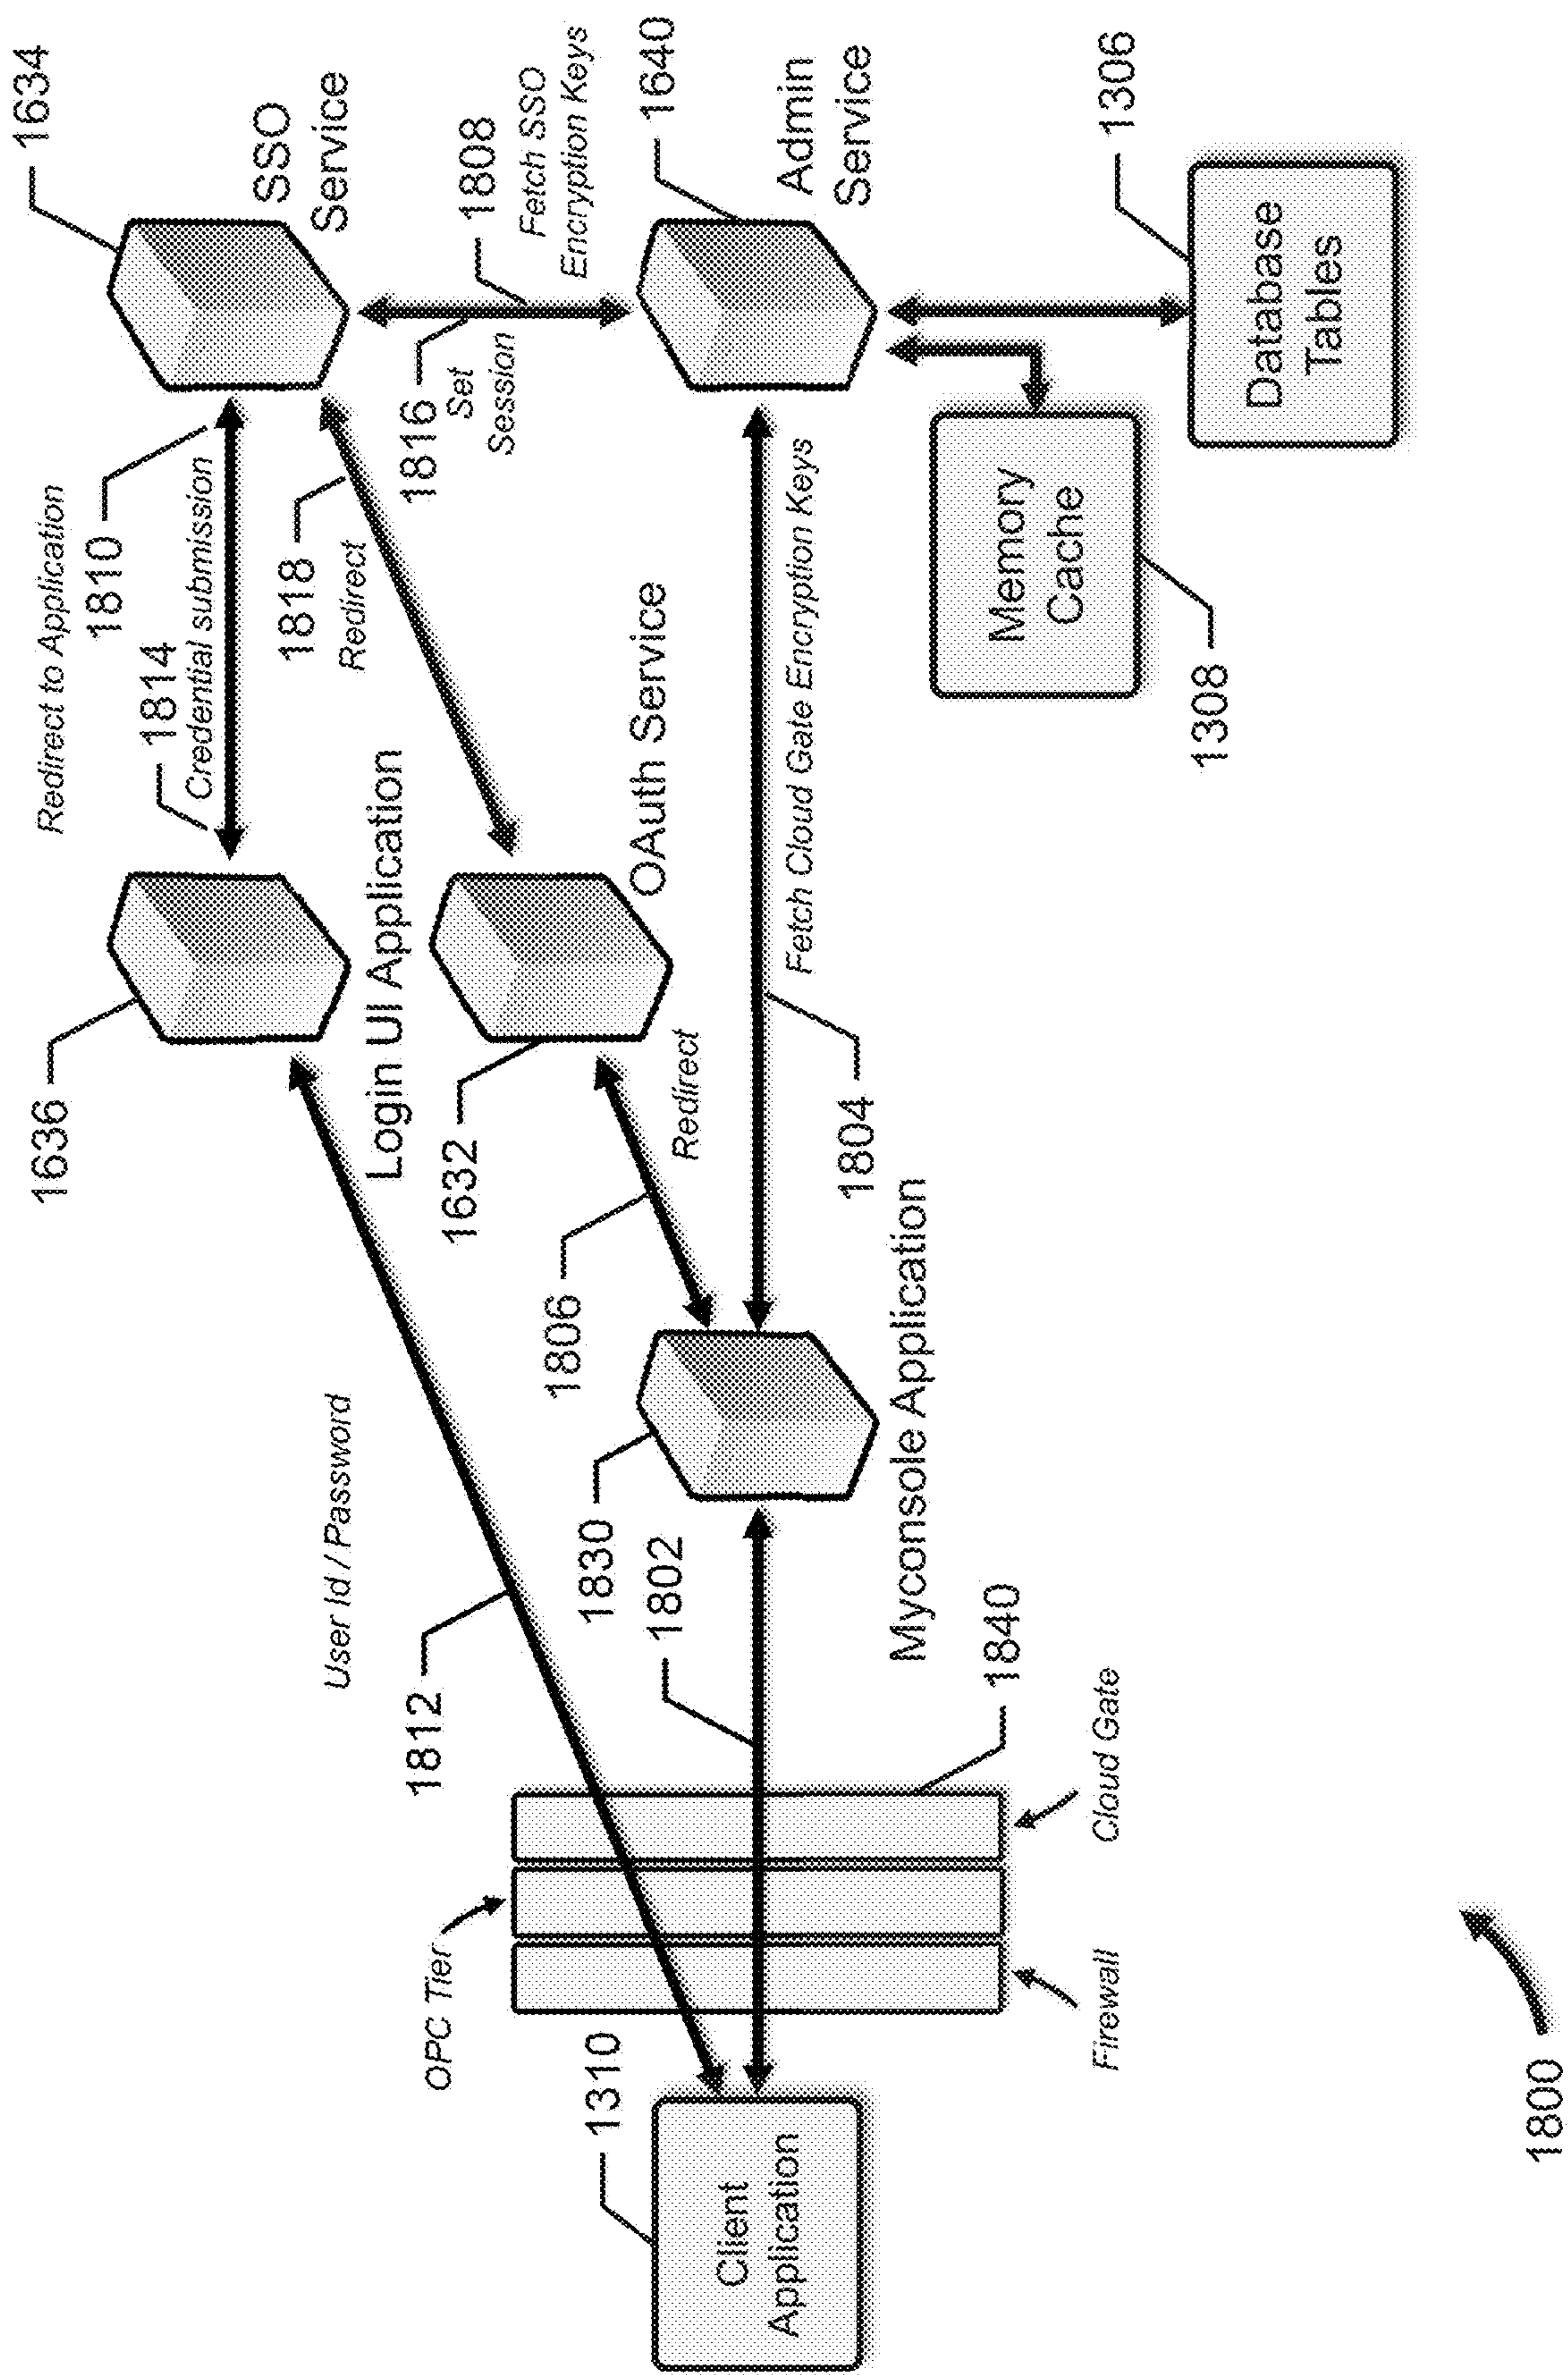 1634
SSO
Service
Redirect to Application
1810
1814
Credential submission
1636
Login UI Application
1818
Redirect
1816
Set
Session
1808
Fetch SSO
Encryption Keys
1640
Admin
Service
User Id / Password
1812
1632
OAuth Service
1806
Redirect
Fetch Cloud Gate Encryption Keys
1804
1306
Database
Tables
Memory
Cache
1308
OPC Tier
1310
Client
Application
1830
1802
Myconsole Application
1840
Firewall
Cloud Gate
1800